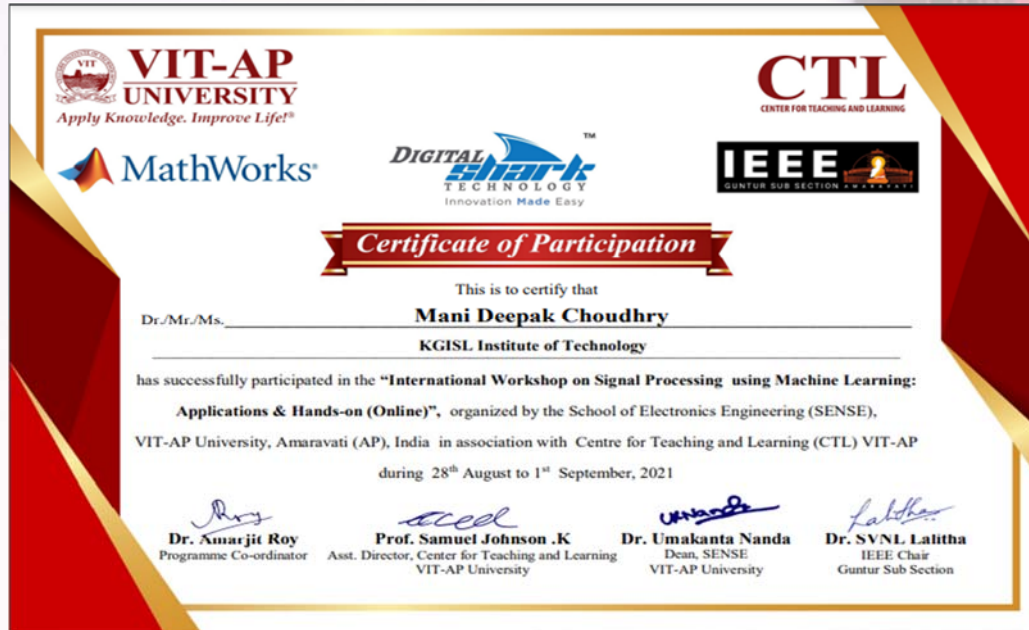 VIT
VIT-AP
UNIVERSITY
Apply Knowledge. Improve Life!®
CTL
CENTER FOR TEACHING AND LEARNING
MathWorks®
DIGITAL shark TM
TECHNOLOGY
Innovation Made Easy
IEEE
GUNTUR SUB SECTION AMARAVATI
Certificate of Participation
This is to certify that
Dr./Mr./Ms. Mani Deepak Choudhry
KGISL Institute of Technology
has successfully participated in the “International Workshop on Signal Processing using Machine Learning:
Applications & Hands-on (Online)”, organized by the School of Electronics Engineering (SENSE),
VIT-AP University, Amaravati (AP), India in association with Centre for Teaching and Learning (CTL) VIT-AP
during 28th August to 1st September, 2021
Dr. Amarjit Roy
Programme Co-ordinator
Prof. Samuel Johnson .K
Asst. Director, Center for Teaching and Learning
VIT-AP University
Dr. Umakanta Nanda
Dean, SENSE
VIT-AP University
Lalitha
Dr. SVNL Lalitha
IEEE Chair
Guntur Sub Section